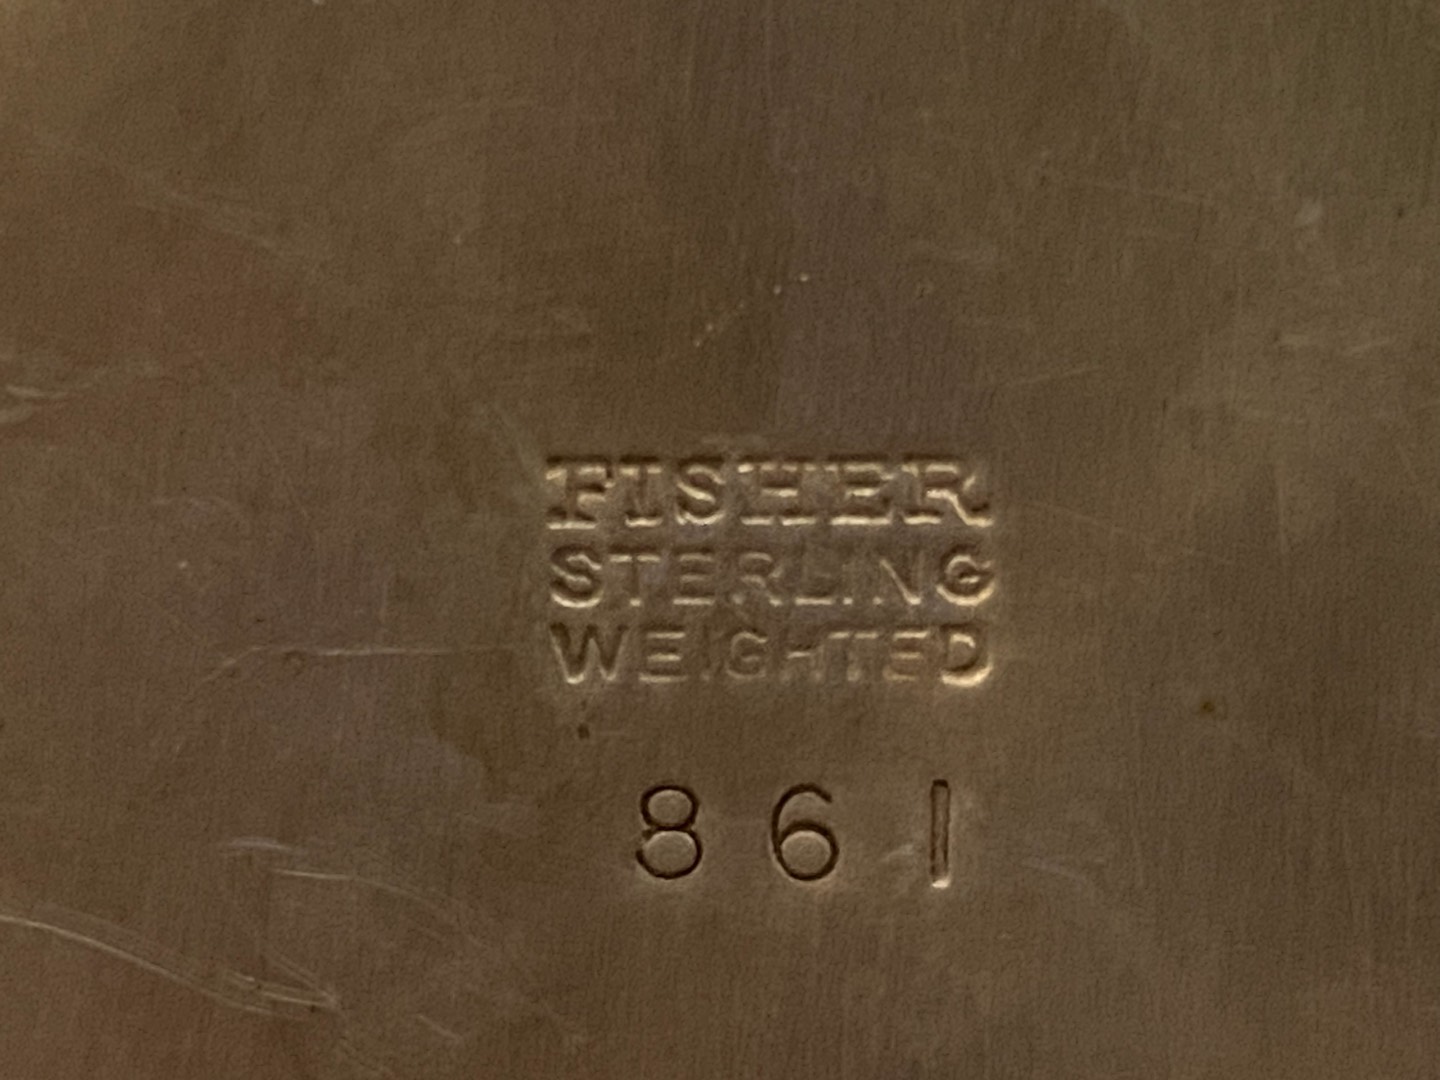 FISHER
STERLING
WEIGHTED
861